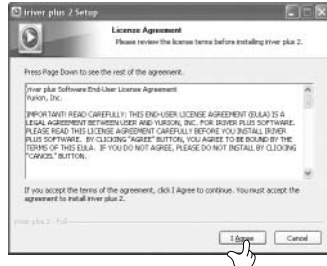 iriver plus 2 Setup
License Agreement
Please review the license terms before installing iriver plus 2.
Press Page Down to see the rest of the agreement.
iriver plus Software End-User License Agreement
Yurion, Inc.
IMPORTANT! READ CAREFULLY: THIS END-USER LICENSE AGREEMENT (EULA) IS A
LEGAL AGREEMENT BETWEEN USER AND YURION, INC. FOR IRIVER PLUS SOFTWARE.
PLEASE READ THIS LICENSE AGREEMENT CAREFULLY BEFORE YOU INSTALL IRIVER
PLUS SOFTWARE. BY CLICKING "AGREE" BUTTON, YOU AGREE TO BE BOUND BY THE
TERMS OF THIS EULA. IF YOU DO NOT AGREE, PLEASE DO NOT INSTALL BY CLICKING
"CANCEL" BUTTON.
If you accept the terms of the agreement, click I Agree to continue. You must accept the
agreement to install iriver plus 2.
I Agree
Cancel